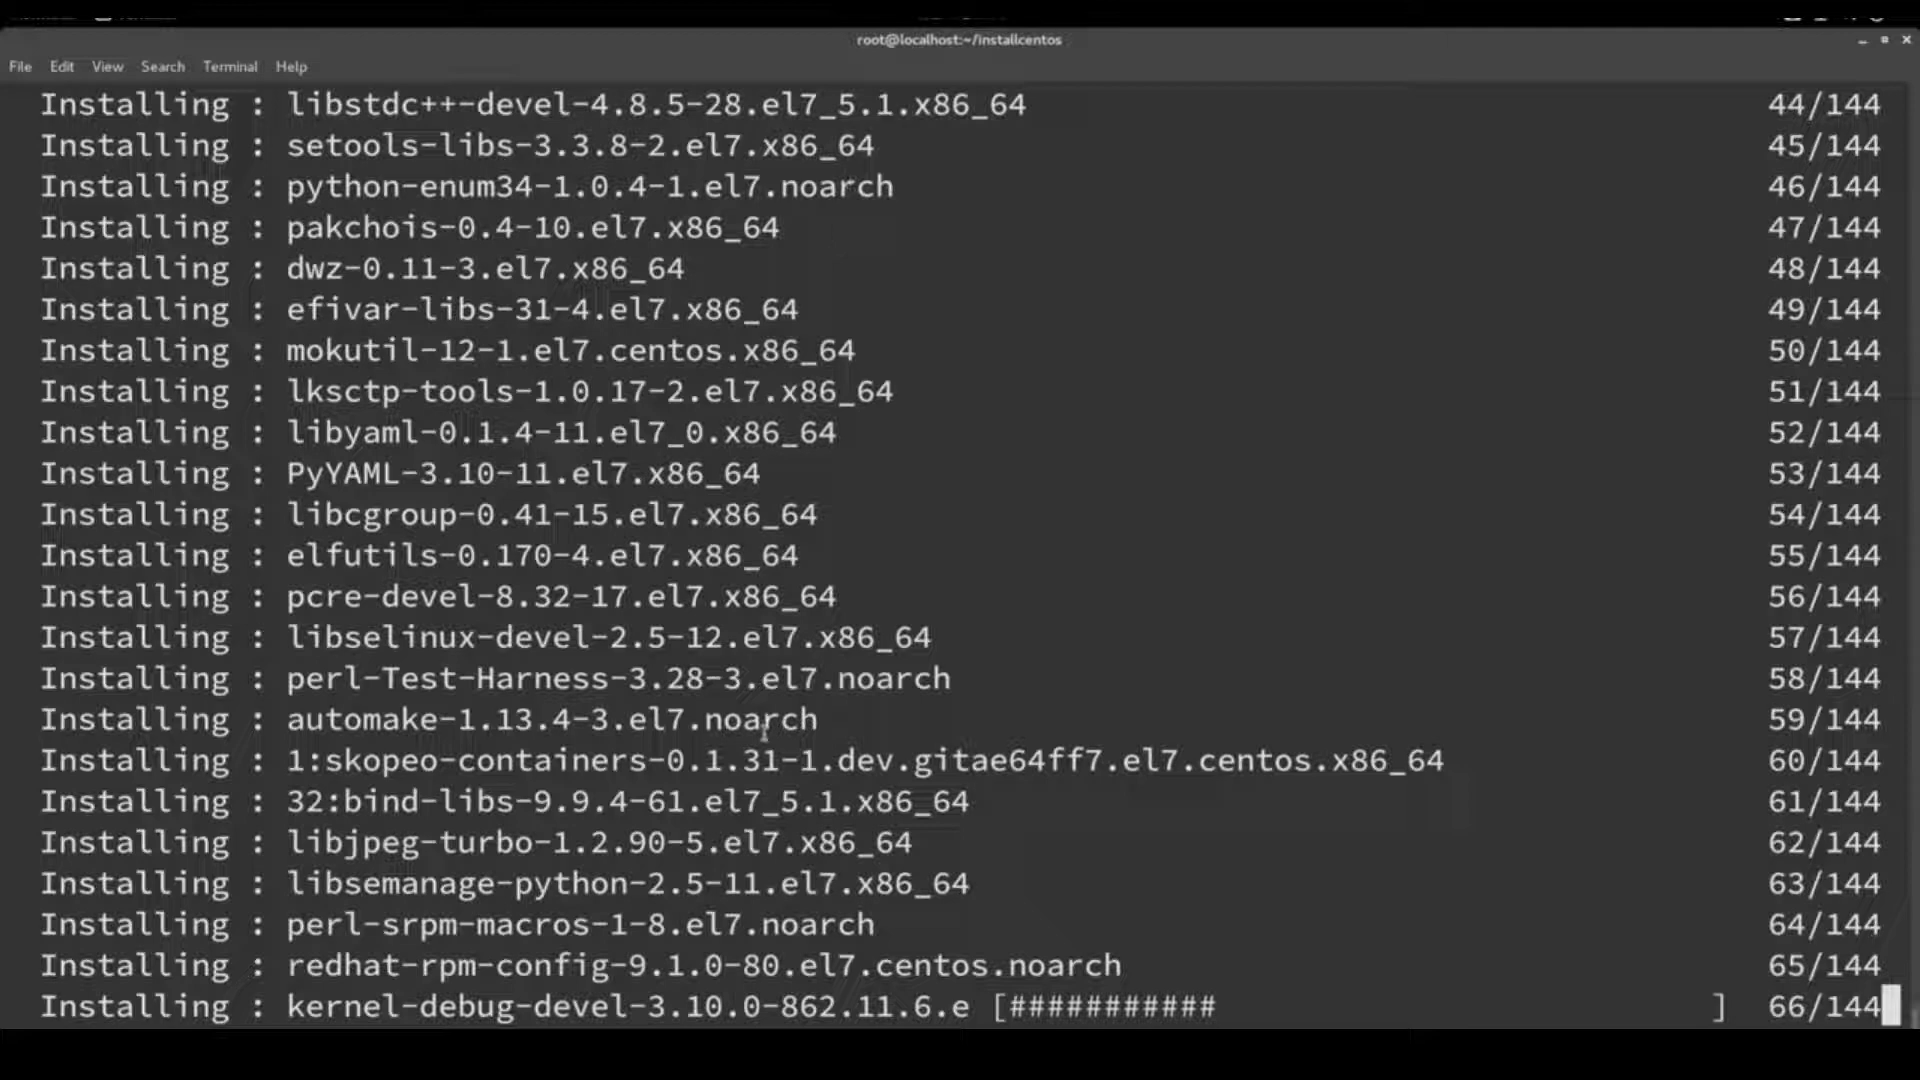 root@localhost:~/installcentos
File Edit View Search Terminal Help
Installing : libstdc++-devel-4.8.5-28.el7_5.1.x86_64 44/144
Installing : setools-libs-3.3.8-2.el7.x86_64 45/144
Installing : python-enum34-1.0.4-1.el7.noarch 46/144
Installing : pakchois-0.4-10.el7.x86_64 47/144
Installing : dwz-0.11-3.el7.x86_64 48/144
Installing : efivar-libs-31-4.el7.x86_64 49/144
Installing : mokutil-12-1.el7.centos.x86_64 50/144
Installing : lksctp-tools-1.0.17-2.el7.x86_64 51/144
Installing : libyaml-0.1.4-11.el7_0.x86_64 52/144
Installing : PyYAML-3.10-11.el7.x86_64 53/144
Installing : libcgroup-0.41-15.el7.x86_64 54/144
Installing : elfutils-0.170-4.el7.x86_64 55/144
Installing : pcre-devel-8.32-17.el7.x86_64 56/144
Installing : libselinux-devel-2.5-12.el7.x86_64 57/144
Installing : perl-Test-Harness-3.28-3.el7.noarch 58/144
Installing : automake-1.13.4-3.el7.noarch 59/144
Installing : 1:skopeo-containers-0.1.31-1.dev.gitae64ff7.el7.centos.x86_64 60/144
Installing : 32:bind-libs-9.9.4-61.el7_5.1.x86_64 61/144
Installing : libjpeg-turbo-1.2.90-5.el7.x86_64 62/144
Installing : libsemanage-python-2.5-11.el7.x86_64 63/144
Installing : perl-srpm-macros-1-8.el7.noarch 64/144
Installing : redhat-rpm-config-9.1.0-80.el7.centos.noarch 65/144
Installing : kernel-debug-devel-3.10.0-862.11.6.e [########### ] 66/144